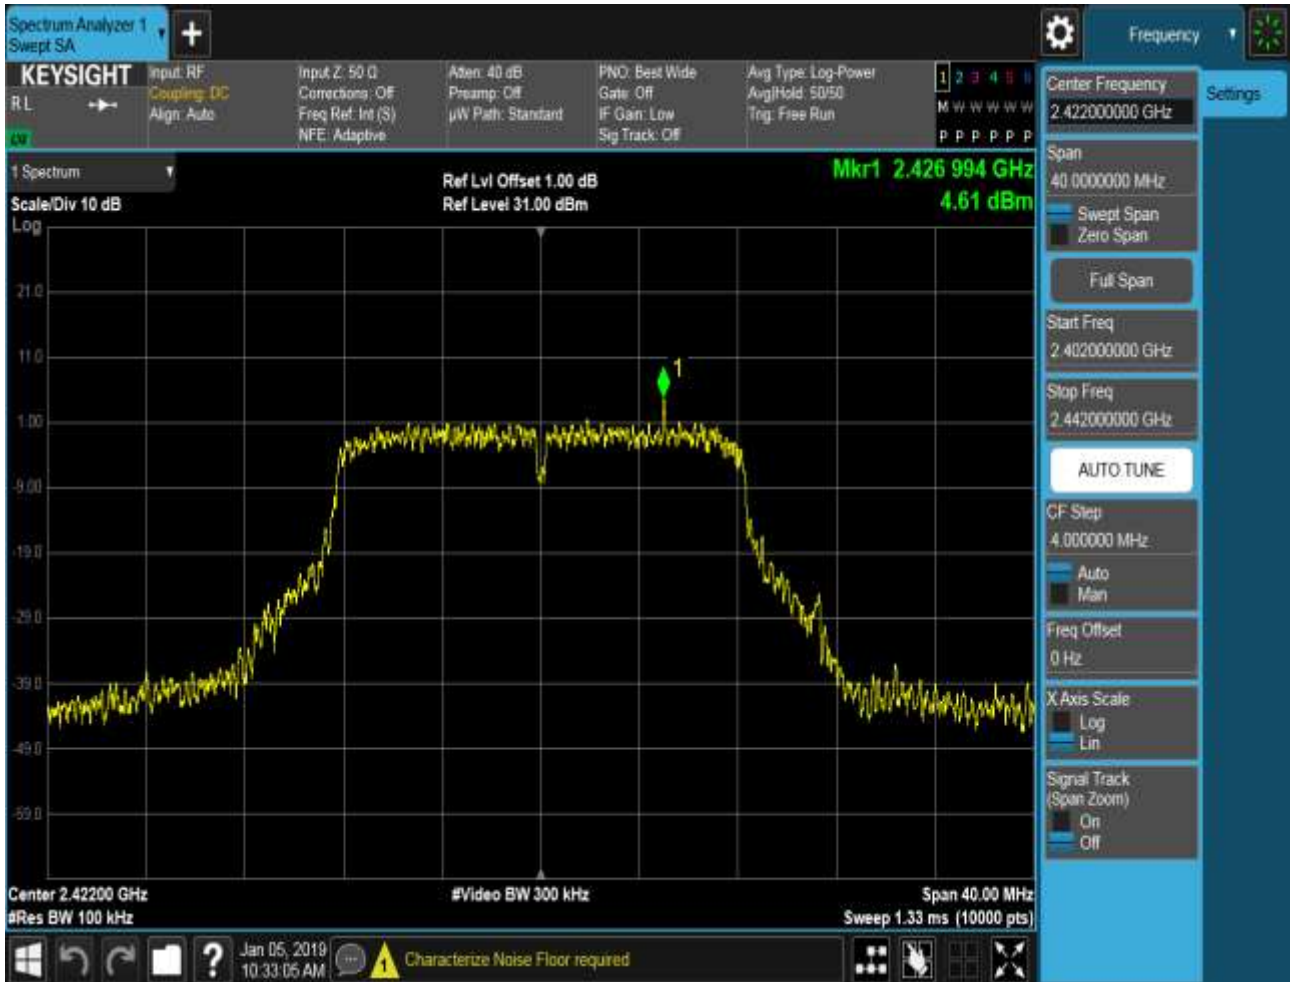 Spectrum Analyzer 1
Swept SA
Frequency
KEYSIGHT
Input: RF
Coupling: DC
Align: Auto
Input Z: 50 Ω
Corrections: Off
Freq Ref: Int (S)
NFE: Adaptive
Atten: 40 dB
Preamp: Off
µW Path: Standard
PNO: Best Wide
Gate: Off
IF Gain: Low
Sig Track: Off
Avg Type: Log-Power
Avg|Hold: 50/50
Trig: Free Run
1 2 3 4 5 6
M W W W W W
P P P P P P
R L
Center Frequency
2.422000000 GHz
Settings
Span
40.0000000 MHz
Swept Span
Zero Span
Full Span
Start Freq
2.402000000 GHz
Stop Freq
2.442000000 GHz
AUTO TUNE
CF Step
4.000000 MHz
Auto
Man
Freq Offset
0 Hz
X Axis Scale
Log
Lin
Signal Track
(Span Zoom)
On
Off
1 Spectrum
Scale/Div 10 dB
Log
Ref Lvl Offset 1.00 dB
Ref Level 31.00 dBm
Mkr1 2.426 994 GHz
4.61 dBm
21.0
11.0
1
1.00
-9.00
-19.0
-29.0
-39.0
-49.0
-59.0
Center 2.42200 GHz
#Video BW 300 kHz
Span 40.00 MHz
#Res BW 100 kHz
Sweep 1.33 ms (10000 pts)
?
Jan 05, 2019
10:33:05 AM
1
Characterize Noise Floor required